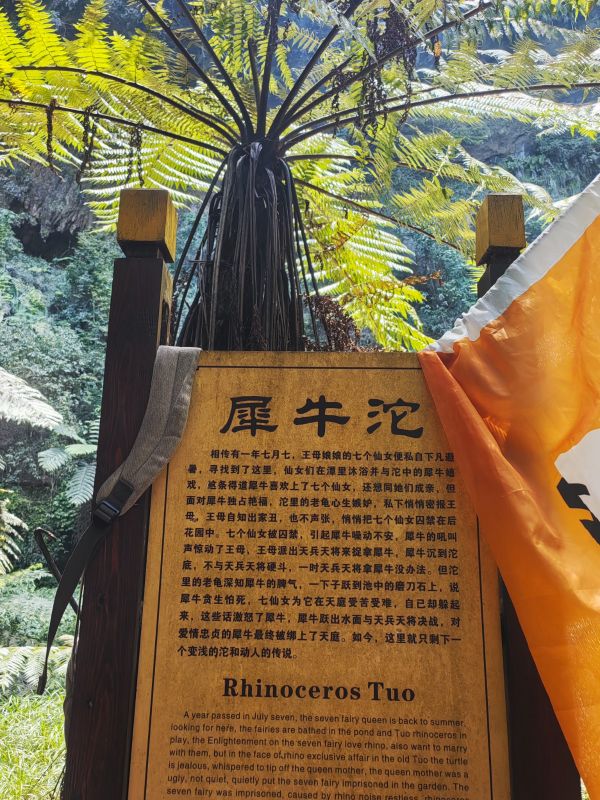 犀牛沱
相传有一年七月七，王母娘娘的七个仙女便私自下凡避
暑，寻找到了这里，仙女们在潭里沐浴并与沱中的犀牛嬉
戏，这条得道犀牛喜欢上了七个仙女，还想同她们成亲，但
面对犀牛独占艳福，沱里的老龟心生嫉妒，私下悄悄密报王
母。王母自知出家丑，也不声张，悄悄把七个仙女囚禁在后
花园中。七个仙女被囚禁，引起犀牛噪动不安，犀牛的吼叫
声惊动了王母，王母派出天兵天将来捉拿犀牛，犀牛沉到沱
底，不与天兵天将硬斗，一时天兵天将拿犀牛没办法。但沱
里的老龟深知犀牛的脾气，一下子跃到池中的磨刀石上，说
犀牛贪生怕死，七仙女为它在天庭受苦受难，自已却躲起
来，这些话激怒了犀牛，犀牛跃出水面与天兵天将决战，对
爱情忠贞的犀牛最终被绑上了天庭。如今，这里就只剩下一
个变浅的沱和动人的传说。
Rhinoceros Tuo
A year passed in July seven, the seven fairy queen is back to summer,
looking for here, the fairies are bathed in the pond and Tuo rhinoceros in
play, the Enlightenment on the seven fairy love rhino, also want to marry
with them, but in the face of rhino exclusive affair in the old Tuo the turtle
is jealous, whispered to tip off the queen mother, the queen mother was a
ugly, not quiet, quietly put the seven fairy imprisoned in the garden. The
seven fairy was imprisoned, caused by rhino noise restless, rhinoceros